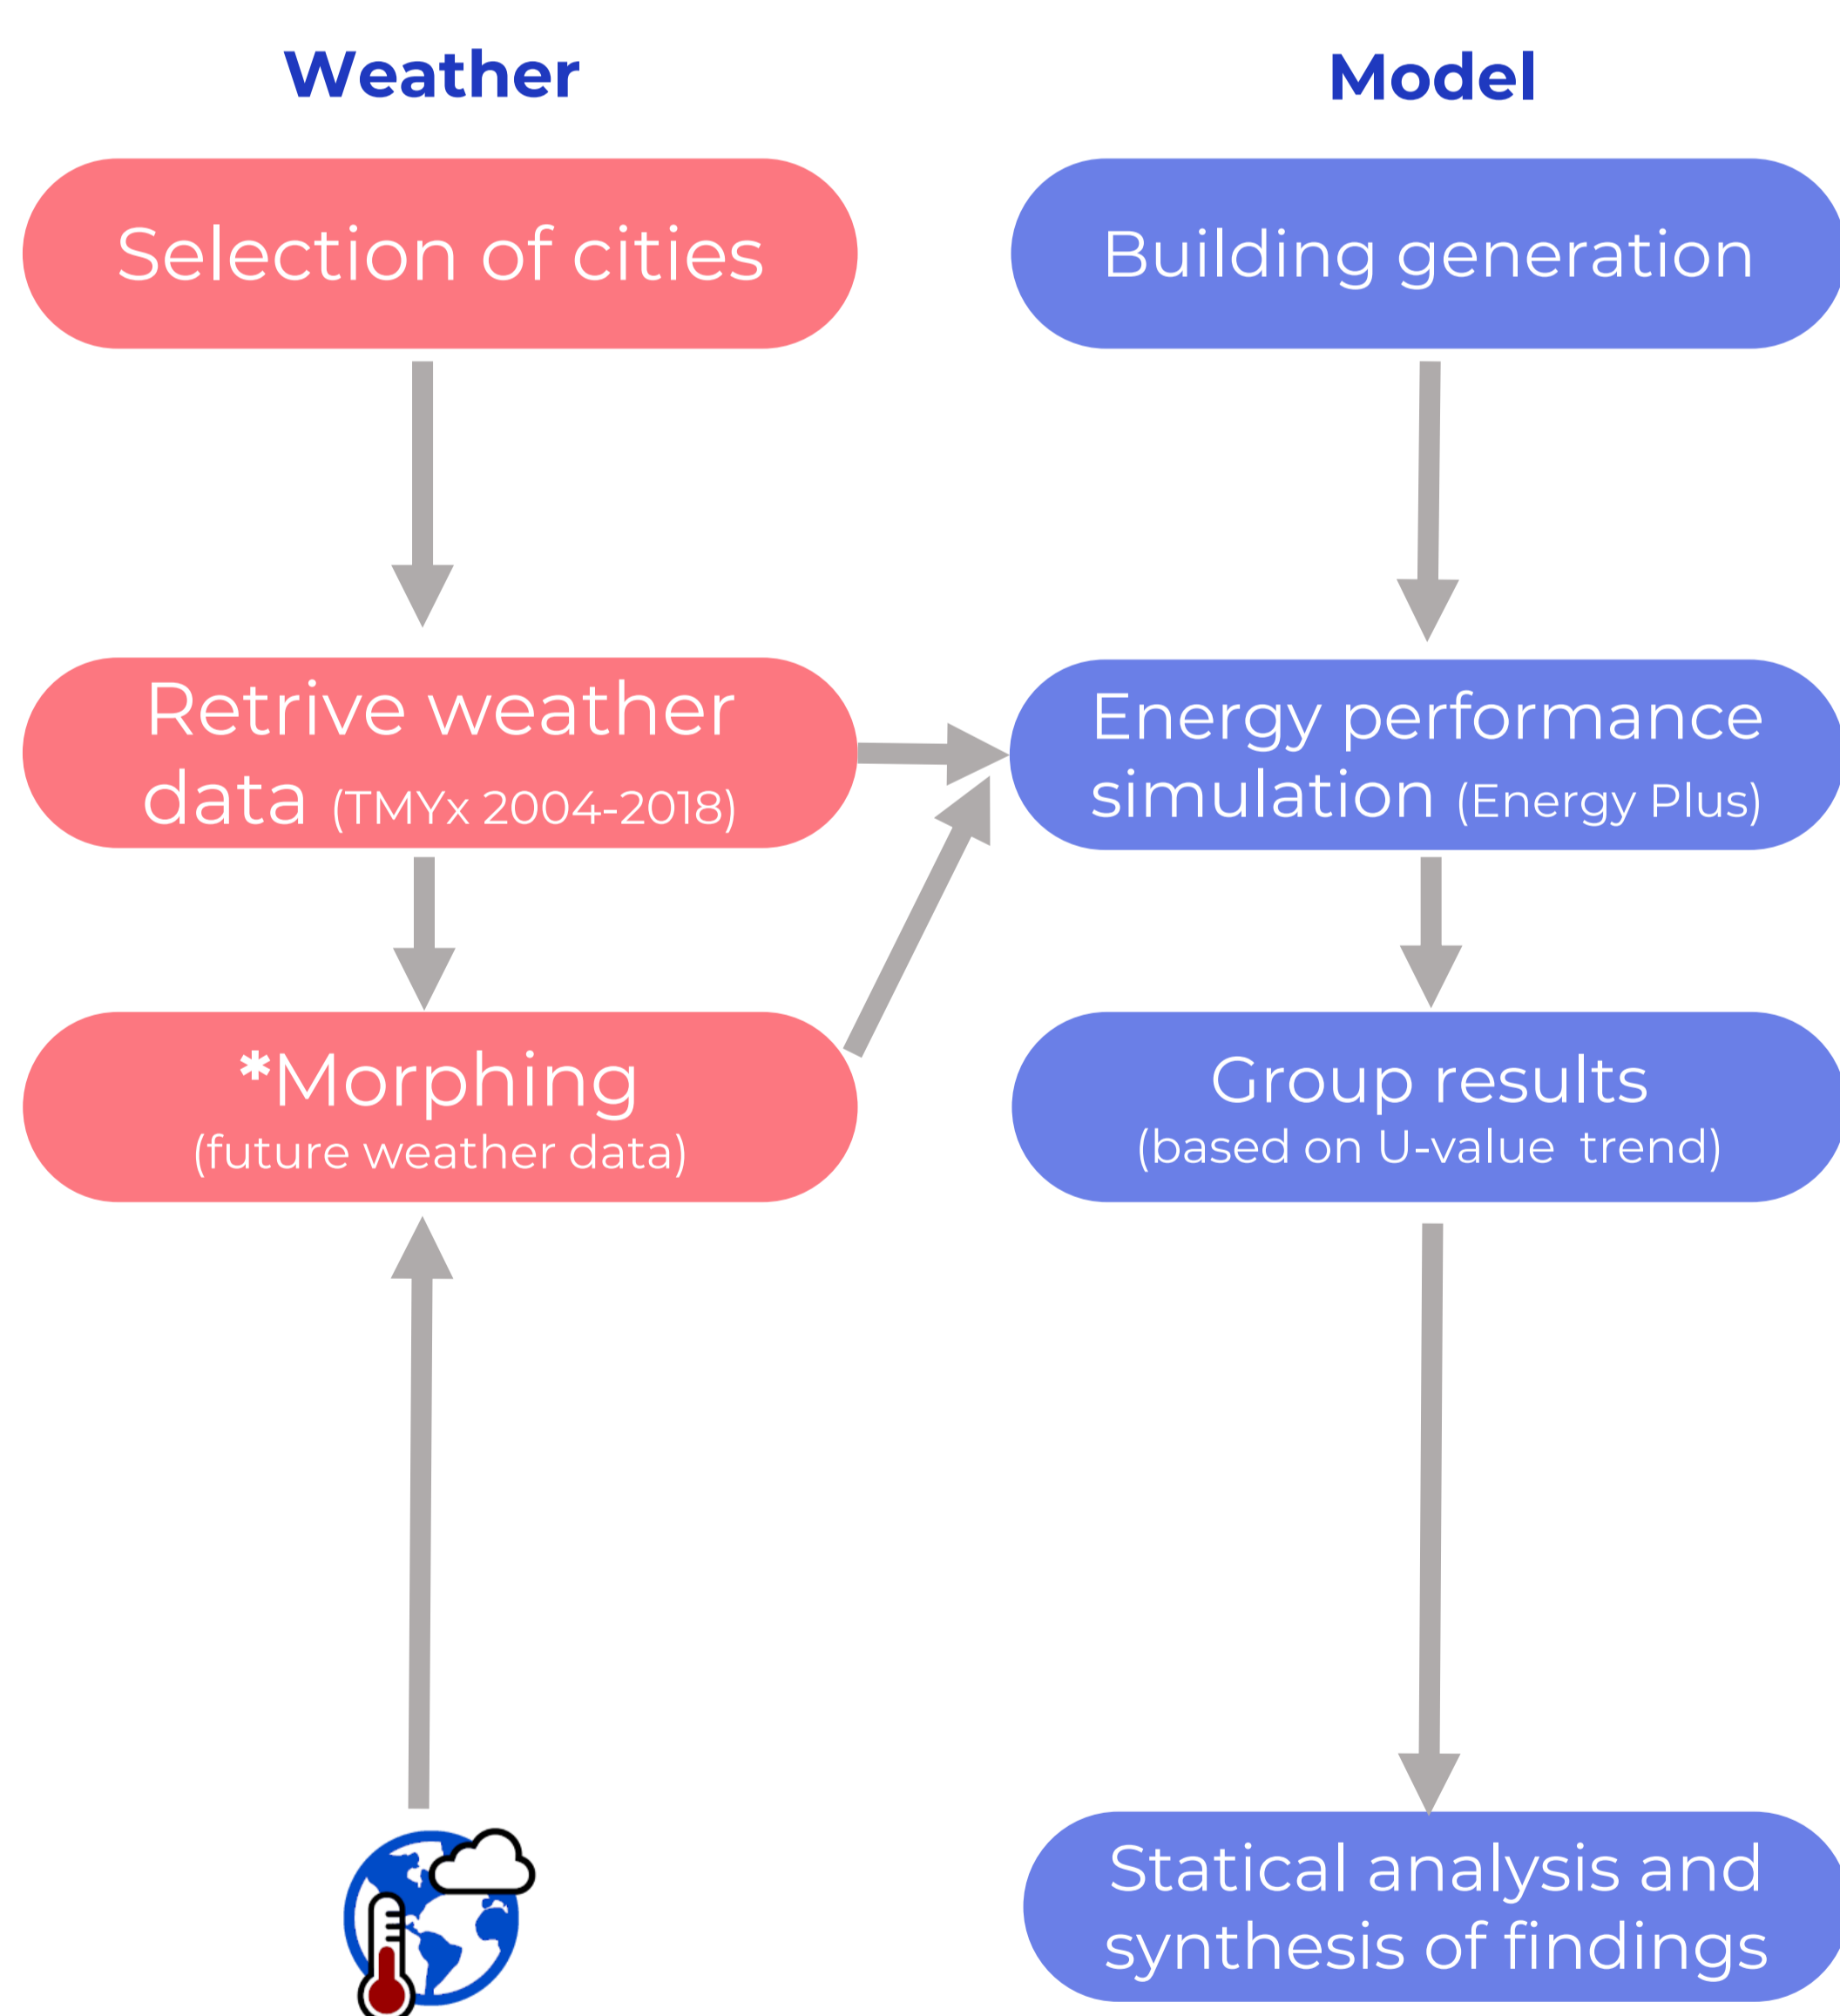 Weather
Selection of cities
Retrive weather
data (TMYx 2004-2018)
*Morphing
(future weather data)
Model
Building generation
Energy performance
simulation (Energy Plus)
Group results
(based on U-value trend)
Statical analysis and
synthesis of findings